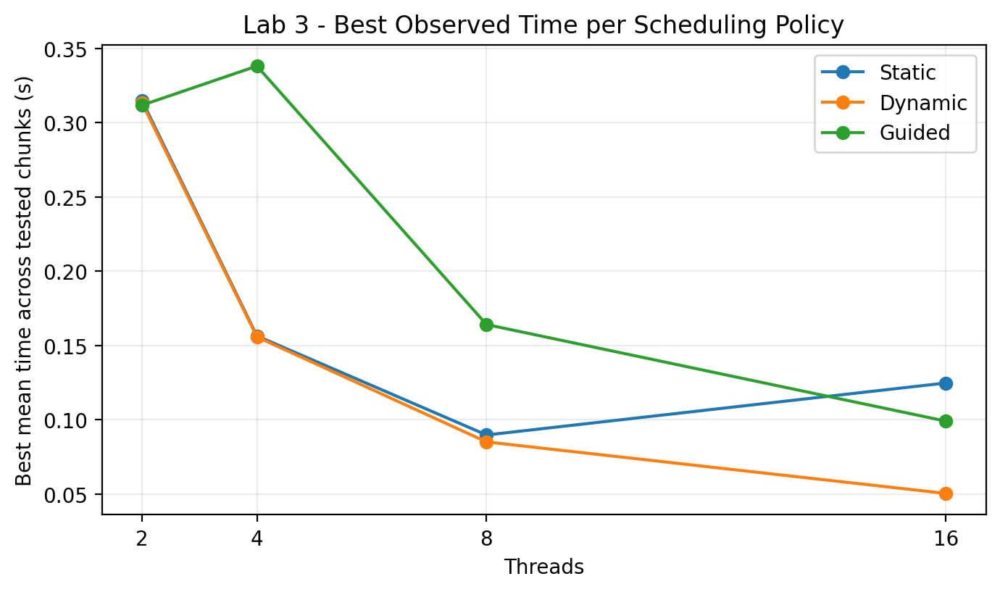 Lab 3 - Best Observed Time per Scheduling Policy
Best mean time across tested chunks (s)
0.35
0.30
0.25
0.20
0.15
0.10
0.05
Static
Dynamic
Guided
2 4 8 16
Threads